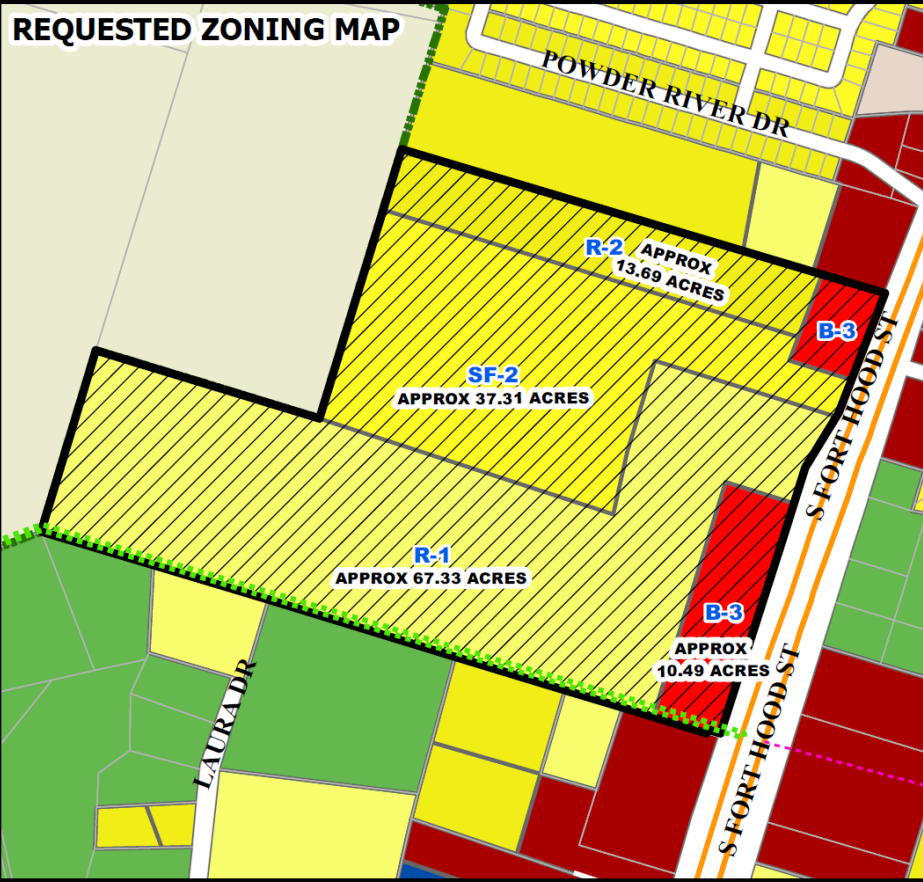 REQUESTED ZONING MAP
POWDER RIVER DR
R-2
APPROX
13.69 ACRES
B-3
SF-2
APPROX 37.31 ACRES
S FORT HOOD ST
R-1
APPROX 67.33 ACRES
B-3
APPROX
10.49 ACRES
LAURA DR
S FORT HOOD ST